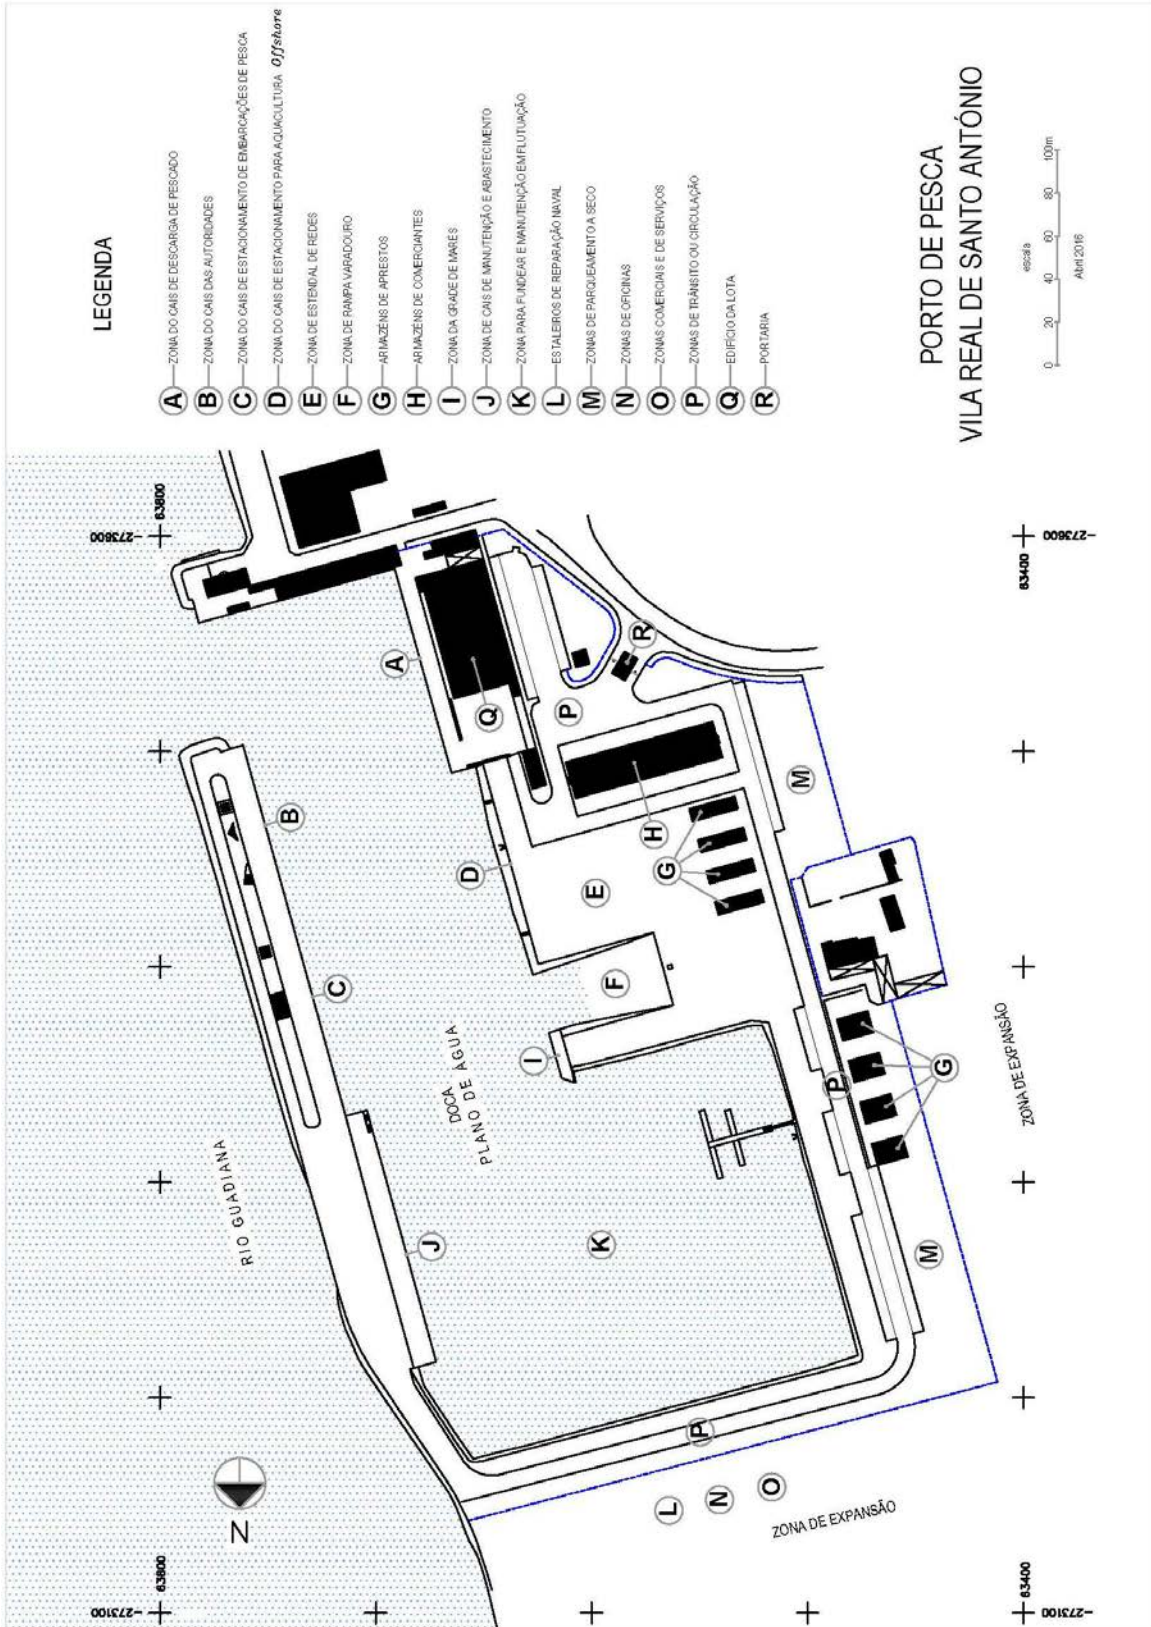 LEGENDA
A ZONA DO CAIS DE DESCARGA DE PESCADO
B ZONA DO CAIS DAS AUTORIDADES
C ZONA DO CAIS DE ESTACIONAMENTO DE EMBARCAÇÕES DE PESCA
D ZONA DO CAIS DE ESTACIONAMENTO PARA AQUACULTURA Offshore
E ZONA DE ESTENDAL DE REDES
F ZONA DE RAMPA VARADOURO
G ARMAZÉNS DE APRESTOS
H ARMAZÉNS DE COMERCIANTES
I ZONA DA GRADE DE MARES
J ZONA DE CAIS DE MANUTENÇÃO E ABASTECIMENTO
K ZONA PARA FUNDEAR E MANUTENÇÃO EM FLUTUAÇÃO
L ESTALEIROS DE REPARAÇÃO NAVAL
M ZONAS DE PARQUEAMENTO A SECO
N ZONAS DE OFICINAS
O ZONAS COMERCIAIS E DE SERVIÇOS
P ZONAS DE TRÂNSITO OU CIRCULAÇÃO
Q EDIFÍCIO DA LOTA
R PORTARIA
PORTO DE PESCA
VILA REAL DE SANTO ANTÓNIO
escala
0 20 40 60 80 100m
Abril 2016
N
63800
-273100
63800
-273600
RIO GUADIANA
DOCA
PLANO DE AGUA
A
B
C
D
E
F
G
H
I
J
K
M
P
Q
R
P
G
M
P
L
N
O
ZONA DE EXPANSÃO
ZONA DE EXPANSÃO
63400
-273100
63400
-273600